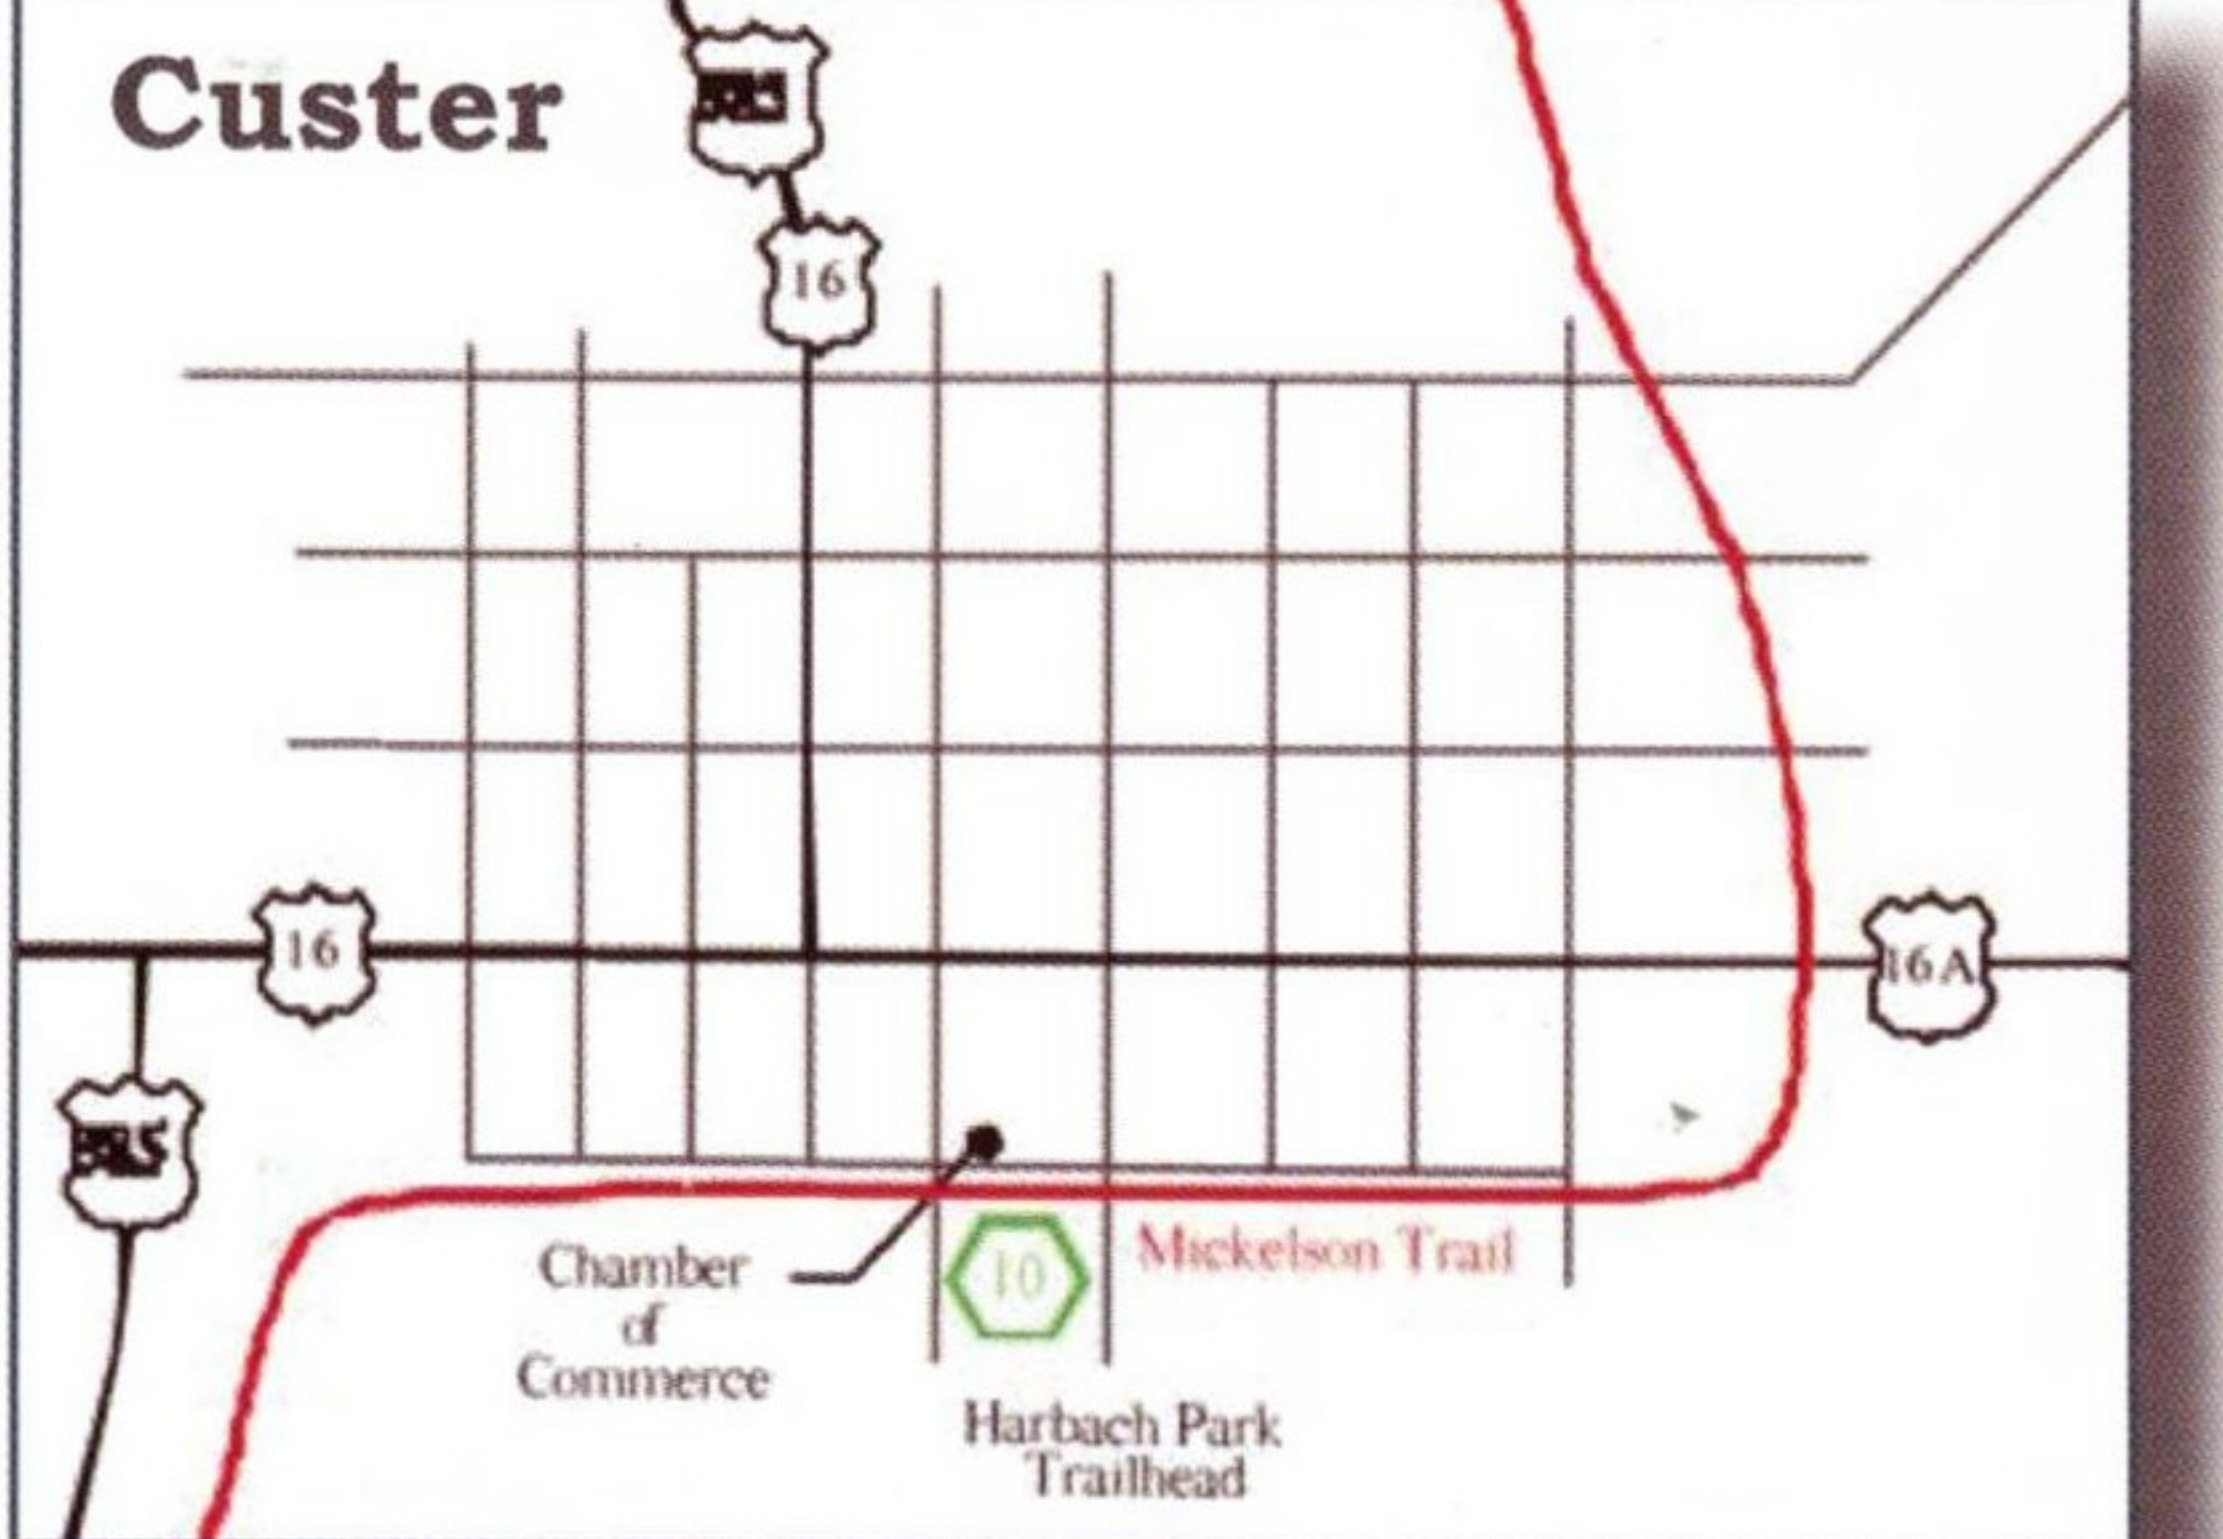 Custer
16
16
16A
Chamber
of
Commerce
10
Mickelson Trail
Harbach Park
Trailhead